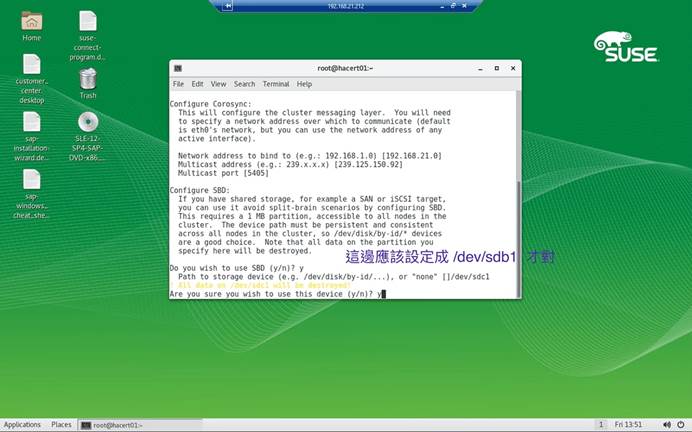 192.168.21.212
Home
suse-
connect-
program.d...
customer_
center.
desktop
Trash
sap-
installation-
wizard.de...
SLE-12-
SP4-SAP-
DVD-x86....
sap-
windows_
cheat_she...
SUSE
root@hacert01:~
File Edit View Search Terminal Help
Configure Corosync:
This will configure the cluster messaging layer. You will need
to specify a network address over which to communicate (default
is eth0's network, but you can use the network address of any
active interface).
Network address to bind to (e.g.: 192.168.1.0) [192.168.21.0]
Multicast address (e.g.: 239.x.x.x) [239.125.150.92]
Multicast port [5405]
Configure SBD:
If you have shared storage, for example a SAN or iSCSI target,
you can use it avoid split-brain scenarios by configuring SBD.
This requires a 1 MB partition, accessible to all nodes in the
cluster. The device path must be persistent and consistent
across all nodes in the cluster, so /dev/disk/by-id/* devices
are a good choice. Note that all data on the partition you
specify here will be destroyed.
這邊應該設定成 /dev/sdb1 才對
Do you wish to use SBD (y/n)? y
Path to storage device (e.g. /dev/disk/by-id/...), or "none" []/dev/sdc1
! All data on /dev/sdc1 will be destroyed!
Are you sure you wish to use this device (y/n)? y
Applications Places root@hacert01:~ 1 Fri 13:51